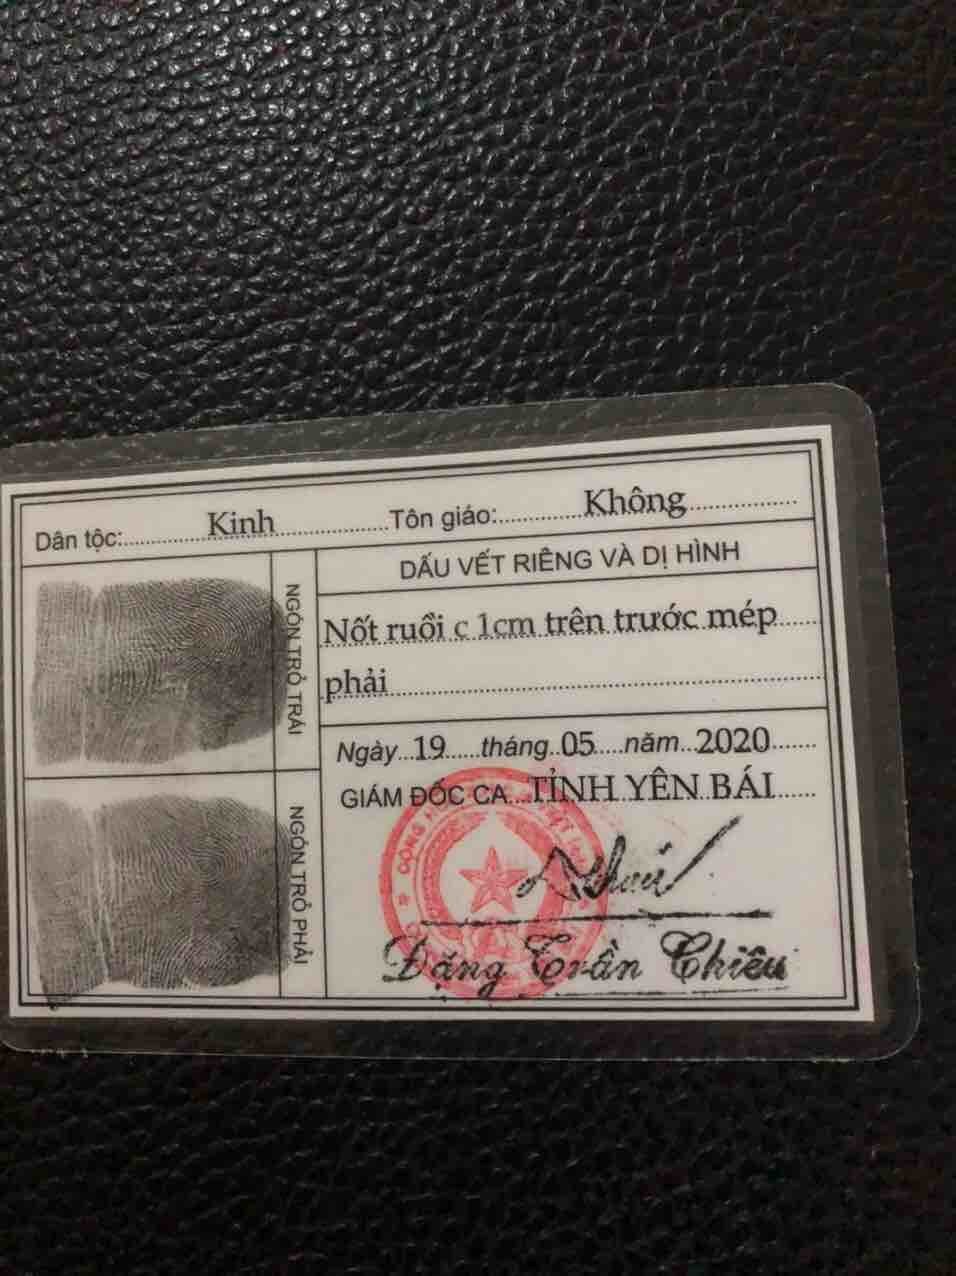 Dân tộc: Kinh Tôn giáo: Không
NGÓN TRỎ TRÁI
NGÓN TRỎ PHẢI
DẤU VẾT RIÊNG VÀ DỊ HÌNH
Nốt ruồi c 1cm trên trước mép
phải
Ngày 19 tháng 05 năm 2020
GIÁM ĐỐC CA TỈNH YÊN BÁI
Đặng Trần Chiêu